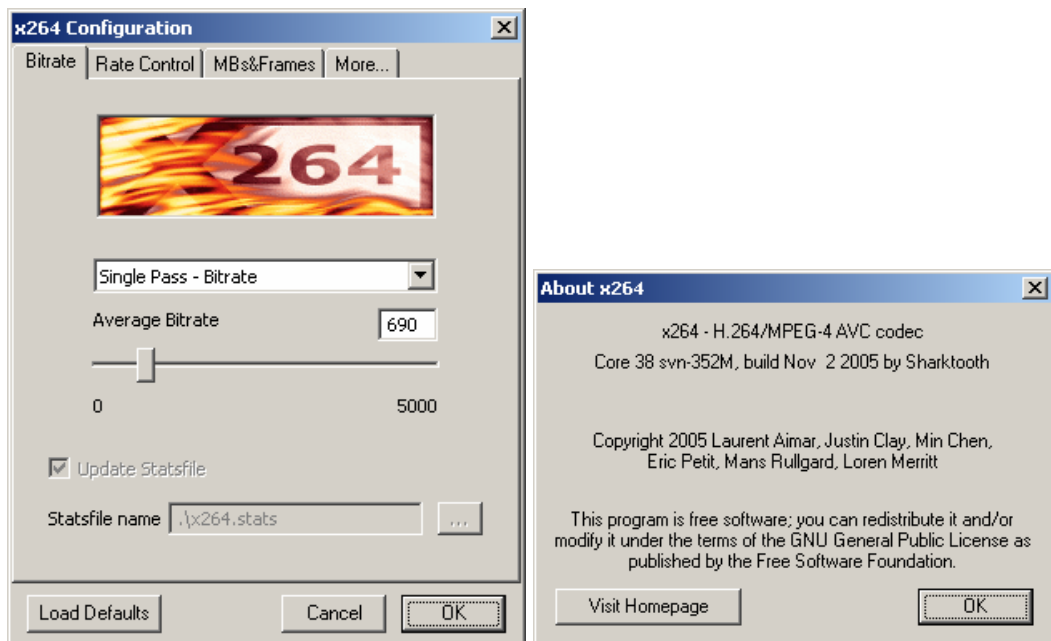 x264 Configuration
Bitrate
Rate Control
MBs&Frames
More...
264
Single Pass - Bitrate
Average Bitrate
690
0
5000
Update Statsfile
Statsfile name
.\x264.stats
...
Load Defaults
Cancel
OK
About x264
x264 - H.264/MPEG-4 AVC codec
Core 38 svn-352M, build Nov 2 2005 by Sharktooth
Copyright 2005 Laurent Aimar, Justin Clay, Min Chen,
Eric Petit, Mans Rullgard, Loren Merritt
This program is free software; you can redistribute it and/or
modify it under the terms of the GNU General Public License as
published by the Free Software Foundation.
Visit Homepage
OK